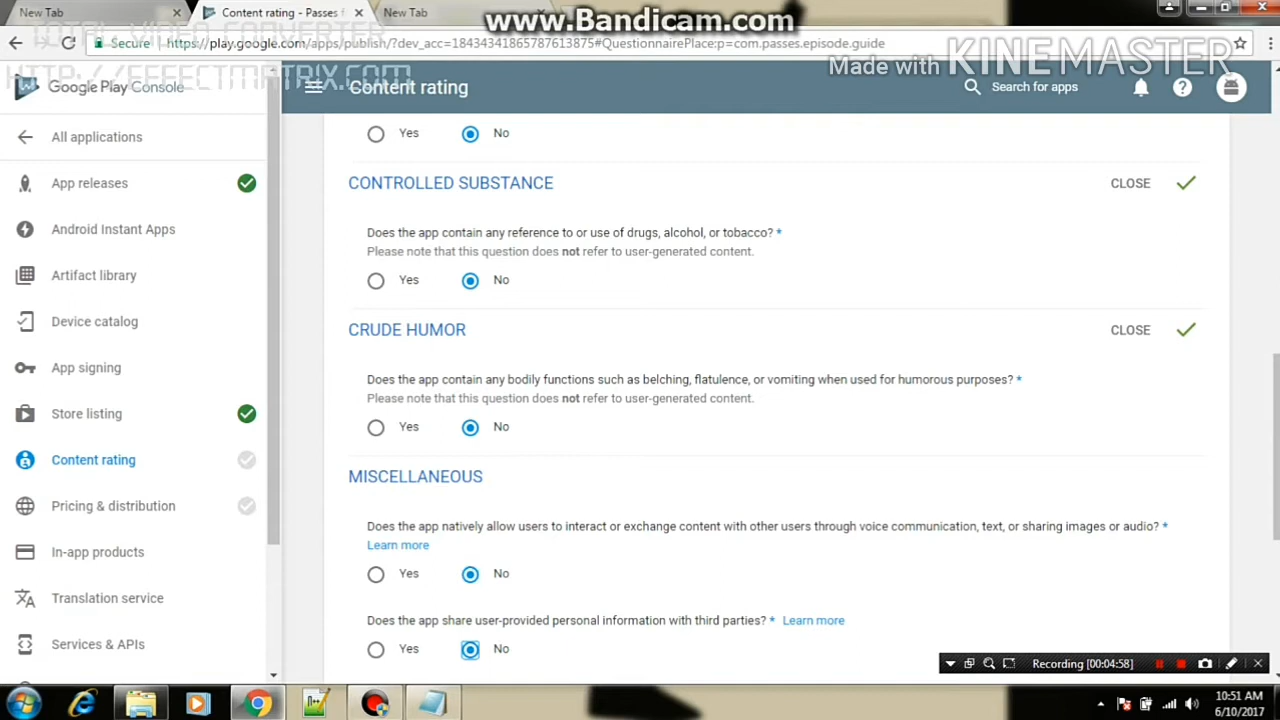 www.Bandicam.com
New Tab
Content rating - Passes f
New Tab
TOTAL VIDEO CONVERTER
Secure
https://play.google.com/apps/publish/?dev_acc=18434341865787613875#QuestionnairePlace:p=com.passes.episode.guide
HTTP://EFFECTMATRIX.COM
Made with KINEMASTER
Google Play Console
Content rating
Search for apps
All applications
App releases
Android Instant Apps
Artifact library
Device catalog
App signing
Store listing
Content rating
Pricing & distribution
In-app products
Translation service
Services & APIs
Yes No
CONTROLLED SUBSTANCE CLOSE
Does the app contain any reference to or use of drugs, alcohol, or tobacco? *
Please note that this question does not refer to user-generated content.
Yes No
CRUDE HUMOR CLOSE
Does the app contain any bodily functions such as belching, flatulence, or vomiting when used for humorous purposes? *
Please note that this question does not refer to user-generated content.
Yes No
MISCELLANEOUS
Does the app natively allow users to interact or exchange content with other users through voice communication, text, or sharing images or audio? *
Learn more
Yes No
Does the app share user-provided personal information with third parties? * Learn more
Yes No
Recording [00:04:58]
10:51 AM
6/10/2017